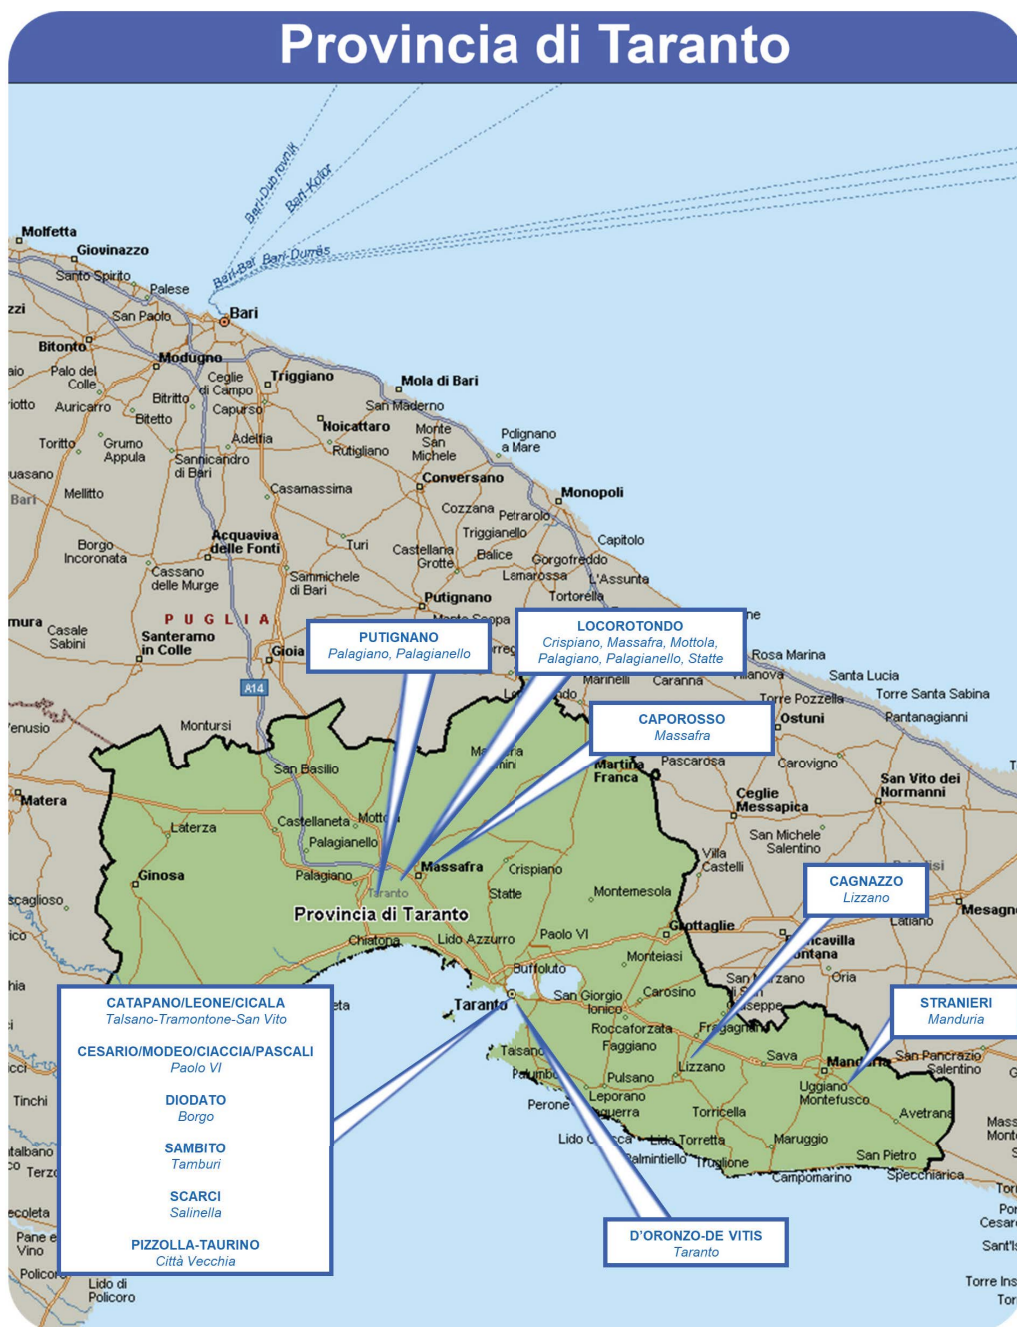 Provincia di Taranto
Bari-Dubrovnik
Bari-Kotor
Bari-Bar Bari-Durrës
Molfetta
Giovinazzo
Santo Spirito
Palese
San Paolo
Bari
Bitonto
Modugno
Palo del
Colle
Ceglie
di Campo
Triggiano
Mola di Bari
Auricarro
Bitritto
Capurso
San Maderno
Bitetto
Noicattaro
Monte
San
Michele
Polignano
a Mare
Toritto
Grumo
Appula
Adelfia
Rutigliano
Sannicandro
di Bari
Bari
Mellitto
Casamassima
Conversano
Monopoli
Cozzana
Petrarolo
Triggianello
Capitolo
Borgo
Incoronata
Acquaviva
delle Fonti
Turi
Castellana
Grotte
Balice
Gorgofreddo
Cassano
delle Murge
Sammichele
di Bari
Lamarossa
L'Assunta
Tortorella
Putignano
PUGLIA
Casale
Sabini
Santeramo
in Colle
Gioia
PUTIGNANO
Palagiano, Palagianello
LOCOROTONDO
Crispiano, Massafra, Mottola,
Palagiano, Palagianello, Statte
Rosa Marina
Marinelli
Caranna
Santa Lucia
A14
Torre Pozzella
Torre Santa Sabina
CAPOROSSO
Massafra
Montursi
Ostuni
Pantanagianni
San Basilio
Martina
Franca
Pascarosa
Carovigno
Matera
Ceglie
Messapica
San Vito dei
Normanni
Laterza
Castellaneta
Palagianello
San Michele
Salentino
Ginosa
Palagiano
Massafra
Crispiano
Villa
Castelli
Taranto
Statte
Montemesola
CAGNAZZO
Lizzano
Provincia di Taranto
Latiano
Chiatona
Lido Azzurro
Paolo VI
Grottaglie
Buffoluto
Monteiasi
Oria
Taranto
San Giorgio
Ionico
Carosino
CATAPANO/LEONE/CICALA
Talsano-Tramontone-San Vito
STRANIERI
Manduria
Roccaforzata
Faggiano
CESARIO/MODEO/CIACCIA/PASCALI
Paolo VI
Sava
San Pancrazio
Salentino
Lizzano
Uggiano
Montefusco
DIODATO
Borgo
Pulsano
Leporano
Perone
Torricella
Avetrana
SAMBITO
Tamburi
Lido Torretta
Maruggio
San Pietro
Campomarino
Specchiarica
SCARCI
Salinella
PIZZOLLA-TAURINO
Città Vecchia
D'ORONZO-DE VITIS
Taranto
Tinchi
Pane e
Vino
Lido di
Policoro